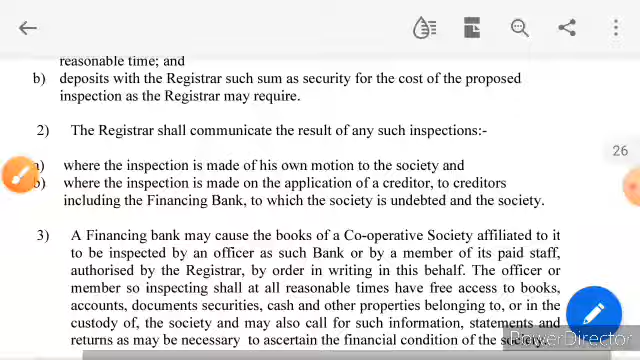 reasonable time; and
b) deposits with the Registrar such sum as security for the cost of the proposed
inspection as the Registrar may require.
2) The Registrar shall communicate the result of any such inspections:-
26
a) where the inspection is made of his own motion to the society and
b) where the inspection is made on the application of a creditor, to creditors
including the Financing Bank, to which the society is undebted and the society.
3) A Financing bank may cause the books of a Co-operative Society affiliated to it
to be inspected by an officer as such Bank or by a member of its paid staff,
authorised by the Registrar, by order in writing in this behalf. The officer or
member so inspecting shall at all reasonable times have free access to books,
accounts, documents securities, cash and other properties belonging to, or in the
custody of, the society and may also call for such information, statements and
returns as may be necessary to ascertain the financial condition of the society.
PowerDirector